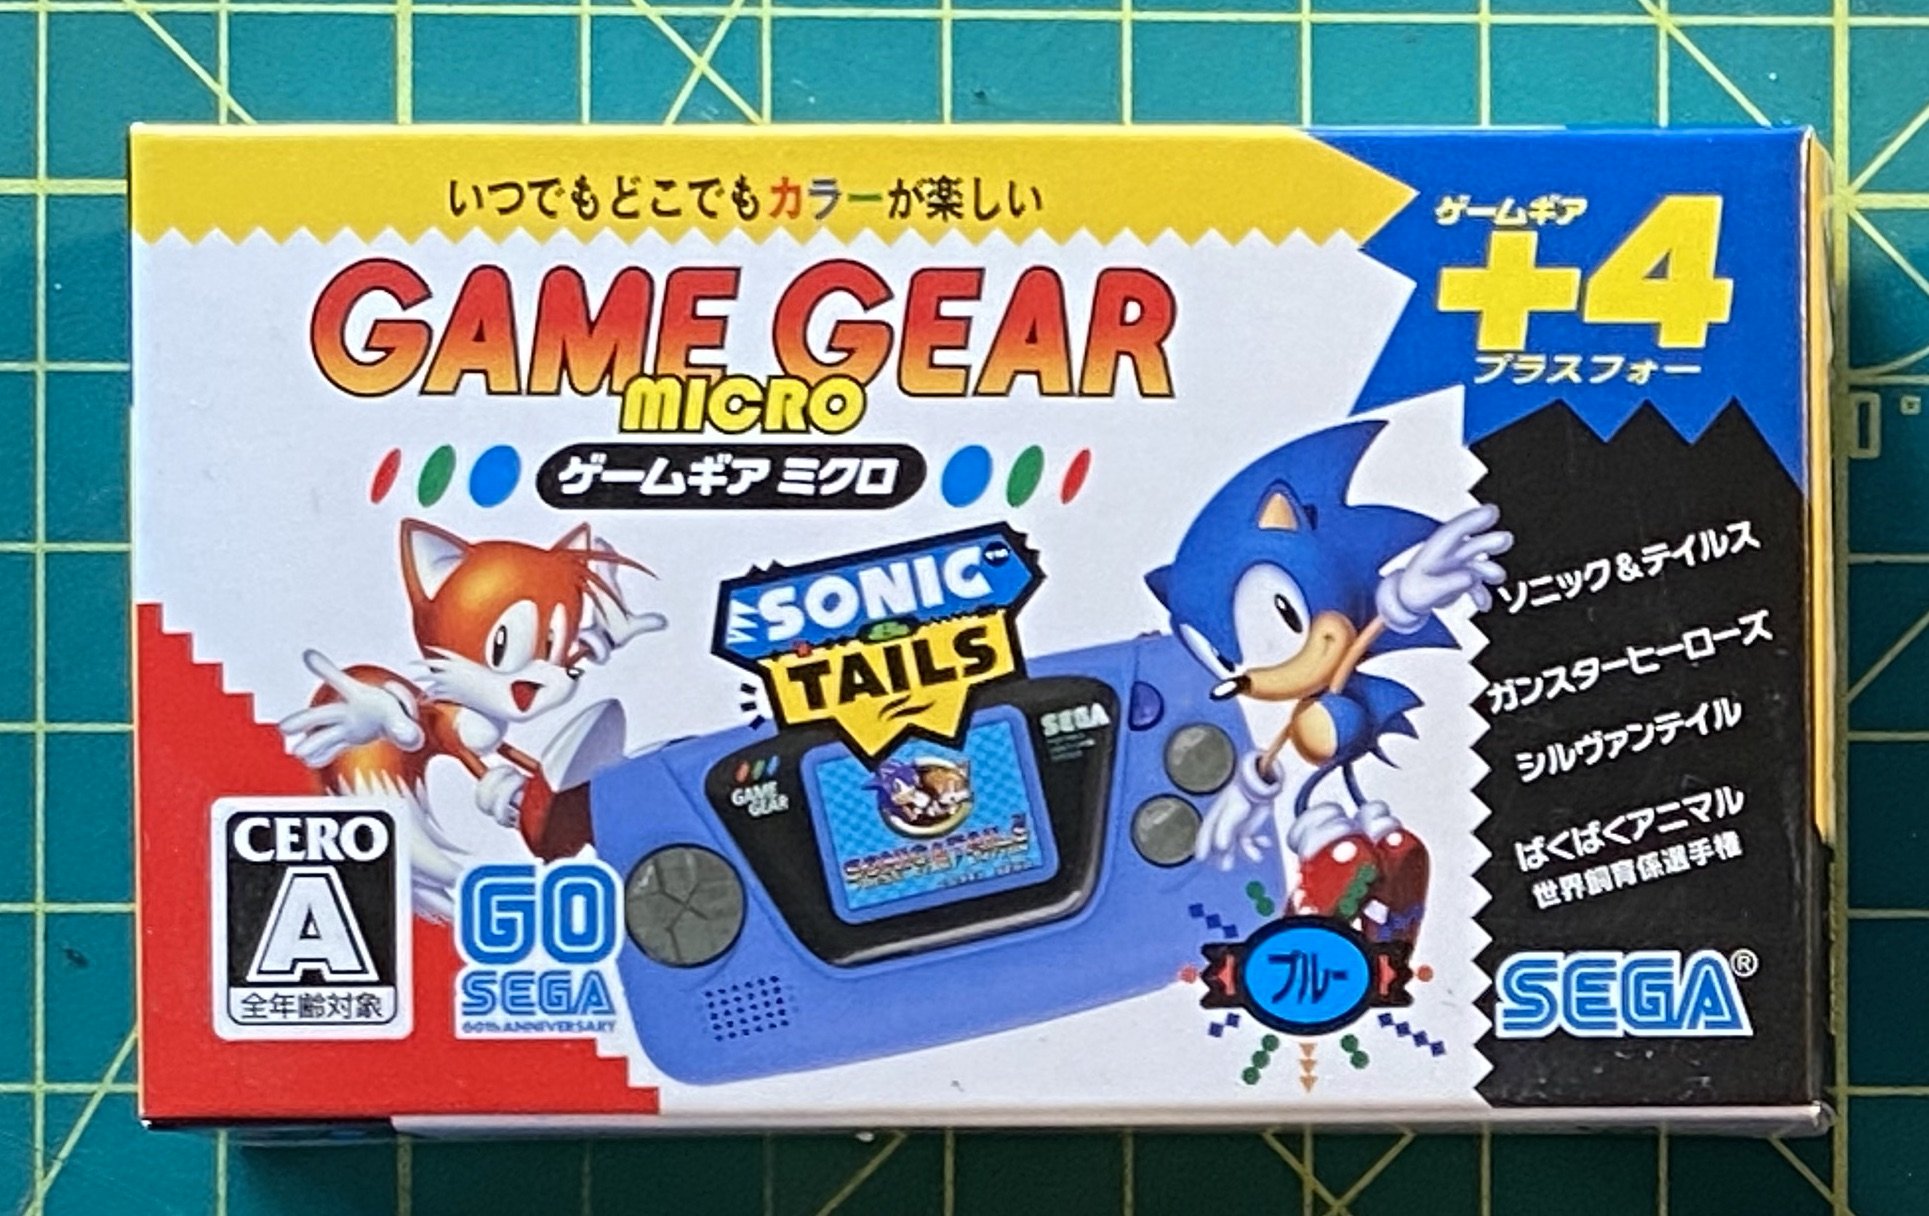 いつでもどこでもカラーが楽しい
GAME GEAR
MICRO
ゲームギア ミクロ
ゲームギア
+4
プラスフォー
SONIC™
&
TAILS
SEGA
GAME
GEAR
SONIC & TAILS
ソニック&テイルス
ガンスターヒーローズ
シルヴァンテイル
ばくばくアニマル
世界飼育係選手権
CERO
A
全年齢対象
GO
SEGA
60th ANNIVERSARY
ブルー
SEGA®